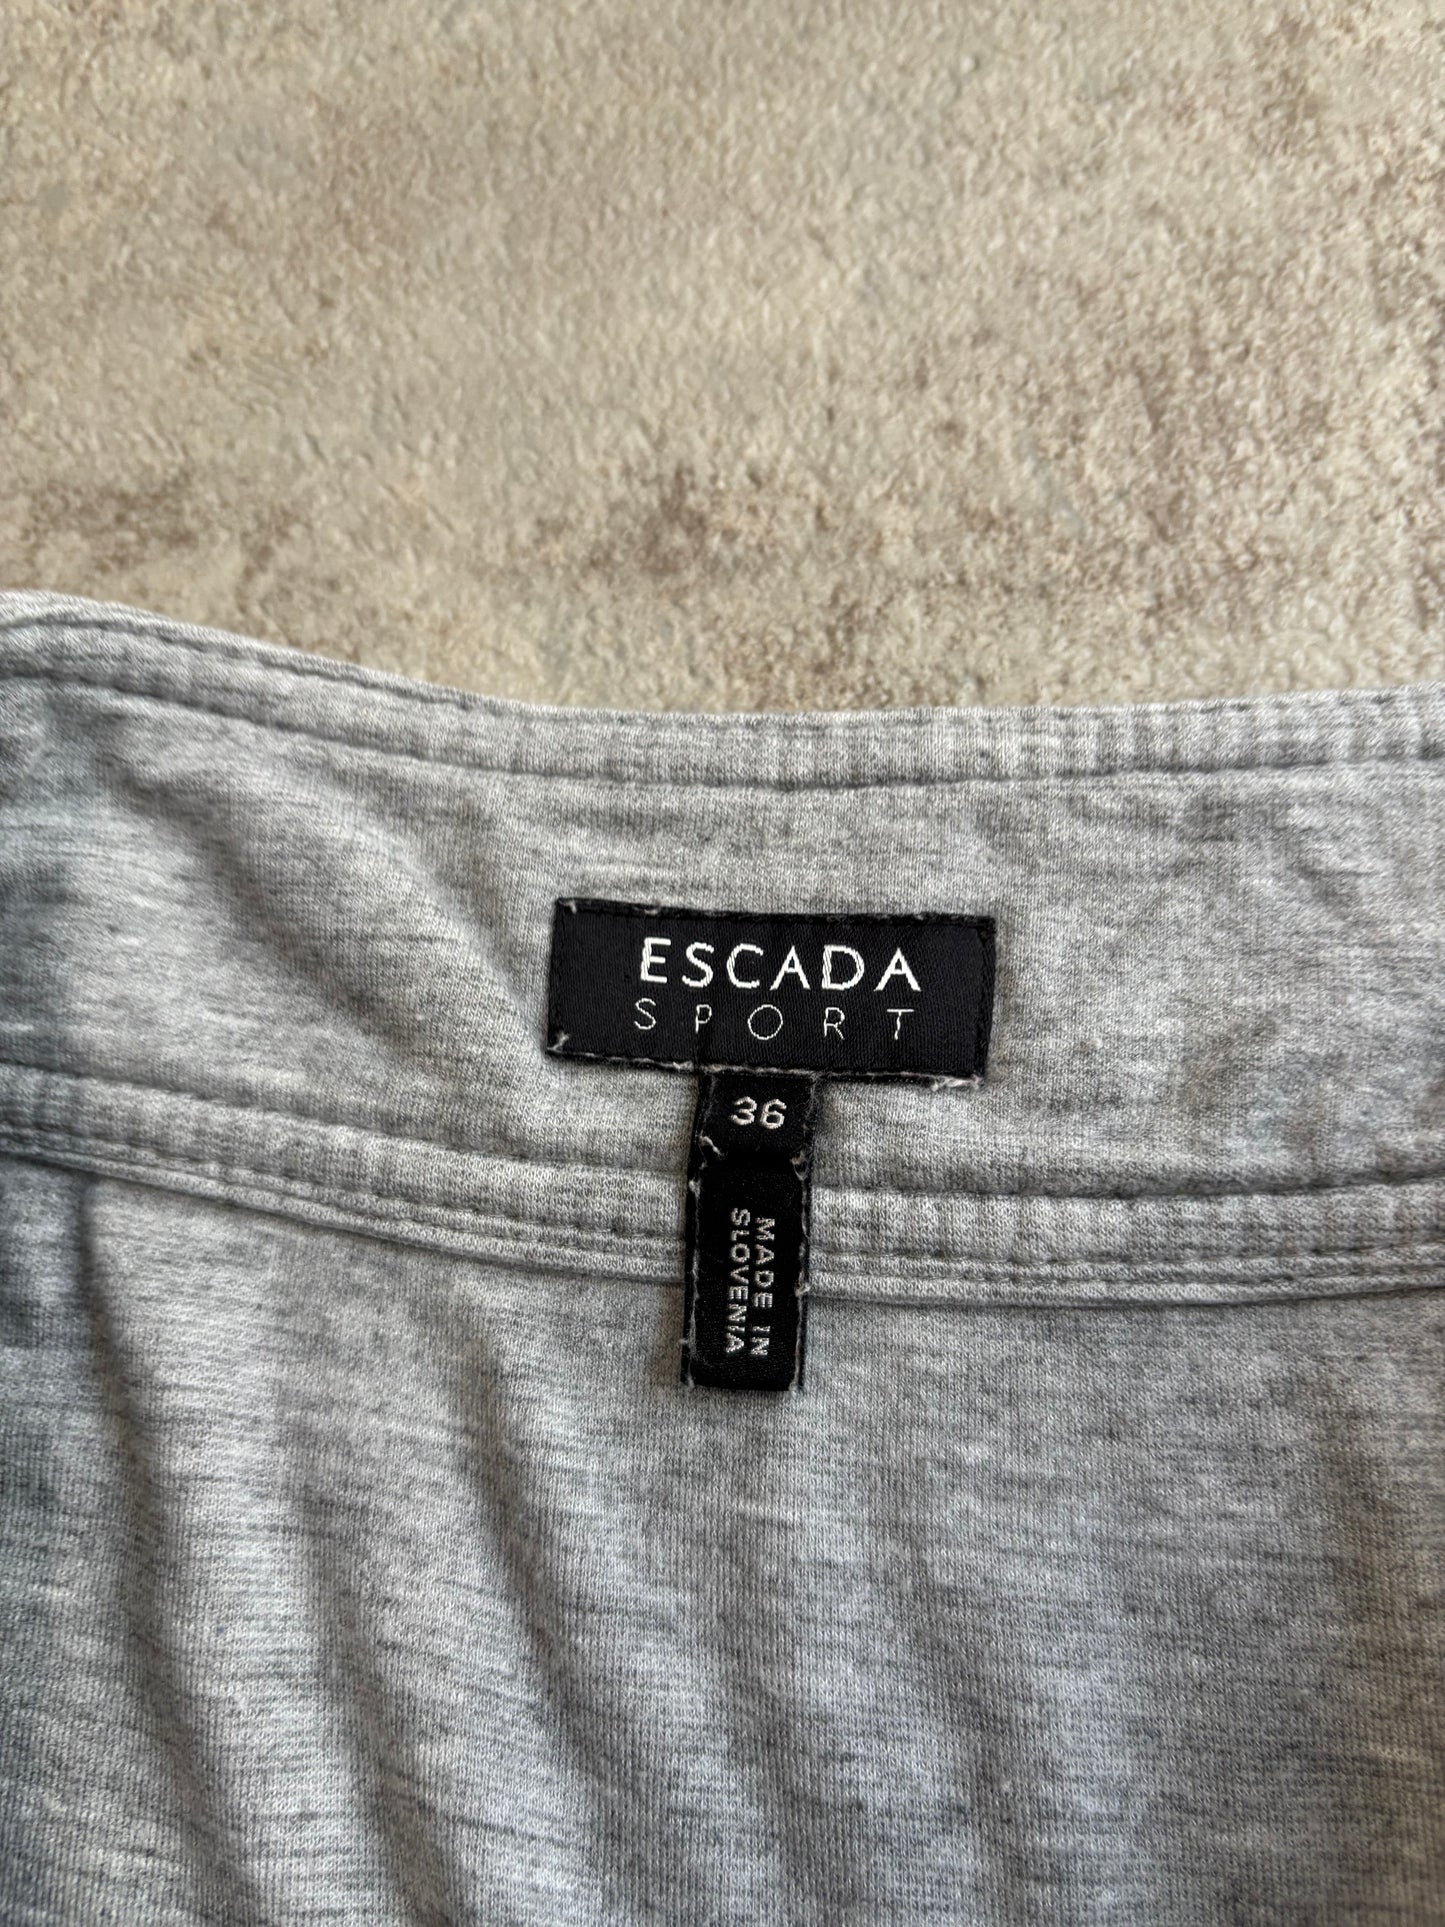 ESCADA
SPORT
36
MADE IN
SLOVENIA